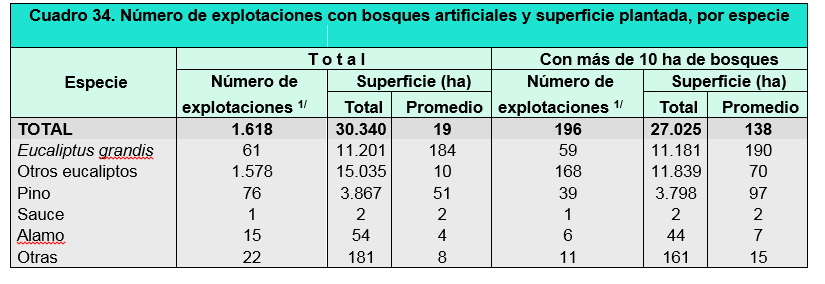 Cuadro 34. Número de explotaciones con bosques artificiales y superficie plantada, por especie
Especie T o t a l Con más de 10 ha de bosques
Número de explotaciones 1/ Superficie (ha) Número de explotaciones 1/ Superficie (ha)
Total Promedio Total Promedio
TOTAL 1.618 30.340 19 196 27.025 138
Eucaliptus grandis 61 11.201 184 59 11.181 190
Otros eucaliptos 1.578 15.035 10 168 11.839 70
Pino 76 3.867 51 39 3.798 97
Sauce 1 2 2 1 2 2
Alamo 15 54 4 6 44 7
Otras 22 181 8 11 161 15